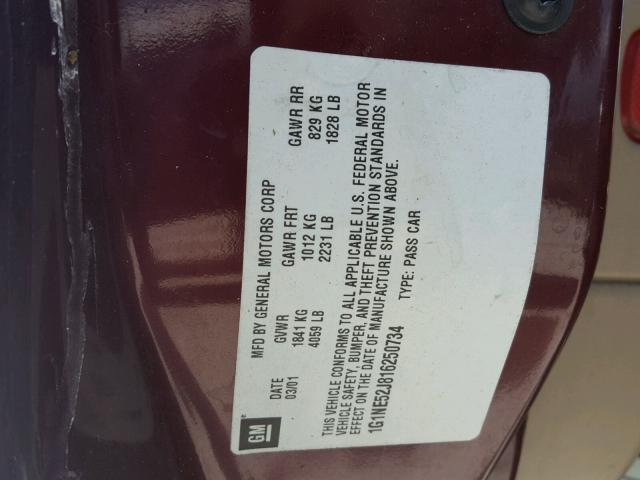 GM
MFD BY GENERAL MOTORS CORP
DATE GVWR GAWR FRT GAWR RR
03/01 1841 KG 1012 KG 829 KG
4059 LB 2231 LB 1828 LB
THIS VEHICLE CONFORMS TO ALL APPLICABLE U.S. FEDERAL MOTOR
VEHICLE SAFETY, BUMPER, AND THEFT PREVENTION STANDARDS IN
EFFECT ON THE DATE OF MANUFACTURE SHOWN ABOVE.
1G1NE52J816250734 TYPE: PASS CAR